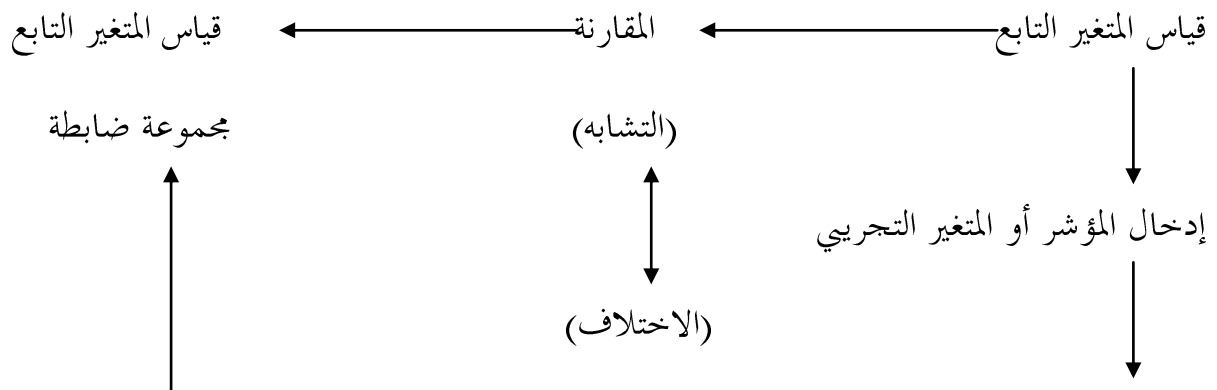 قياس المتغير التابع المقارنة قياس المتغير التابع
(التشابه) مجموعة ضابطة
إدخال المؤشر أو المتغير التجريبي
(الاختلاف)